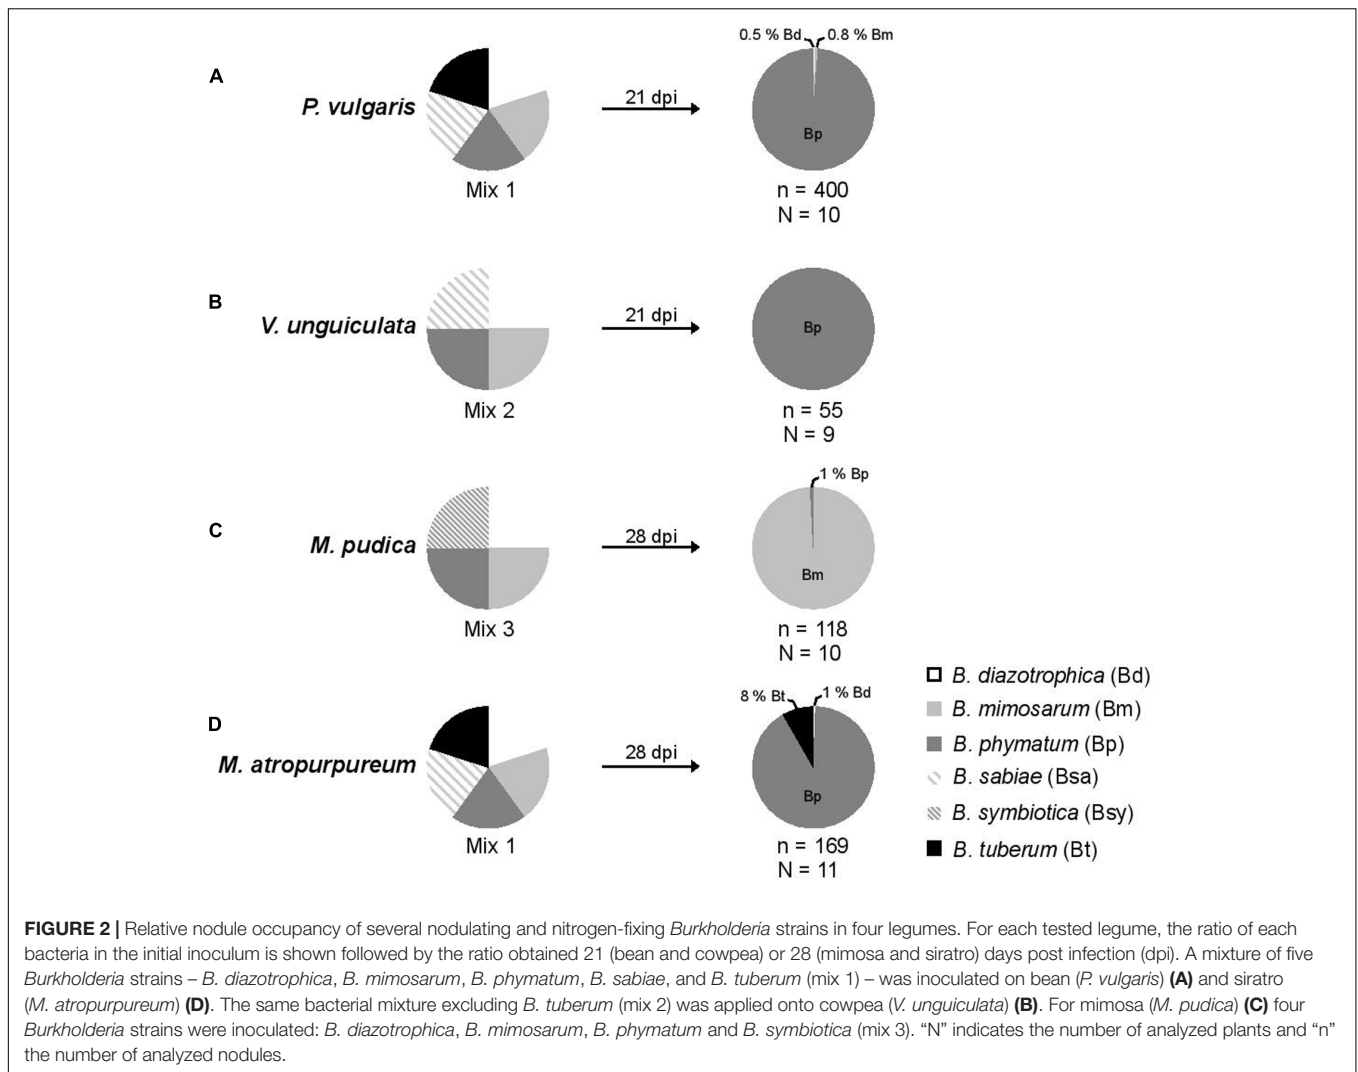 0.5 % Bd 0.8 % Bm
A
P. vulgaris
21 dpi
Bp
Mix 1
n = 400
N = 10
B
V. unguiculata
21 dpi
Bp
Mix 2
n = 55
N = 9
1 % Bp
C
M. pudica
28 dpi
Bm
Mix 3
n = 118
N = 10
8 % Bt 1 % Bd
D
M. atropurpureum
28 dpi
Bp
Mix 1
n = 169
N = 11
B. diazotrophica (Bd)
B. mimosarum (Bm)
B. phymatum (Bp)
B. sabiae (Bsa)
B. symbiotica (Bsy)
B. tuberum (Bt)
FIGURE 2 | Relative nodule occupancy of several nodulating and nitrogen-fixing Burkholderia strains in four legumes. For each tested legume, the ratio of each
bacteria in the initial inoculum is shown followed by the ratio obtained 21 (bean and cowpea) or 28 (mimosa and siratro) days post infection (dpi). A mixture of five
Burkholderia strains – B. diazotrophica, B. mimosarum, B. phymatum, B. sabiae, and B. tuberum (mix 1) – was inoculated on bean (P. vulgaris) (A) and siratro
(M. atropurpureum) (D). The same bacterial mixture excluding B. tuberum (mix 2) was applied onto cowpea (V. unguiculata) (B). For mimosa (M. pudica) (C) four
Burkholderia strains were inoculated: B. diazotrophica, B. mimosarum, B. phymatum and B. symbiotica (mix 3). “N” indicates the number of analyzed plants and “n”
the number of analyzed nodules.